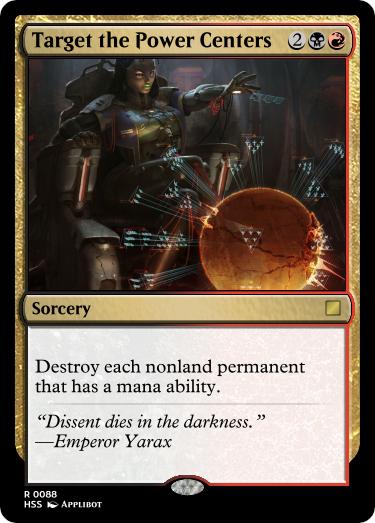 Target the Power Centers 2
Sorcery
Destroy each nonland permanent
that has a mana ability.
“Dissent dies in the darkness.”
—Emperor Yarax
R 0088
HSS APPLIBOT